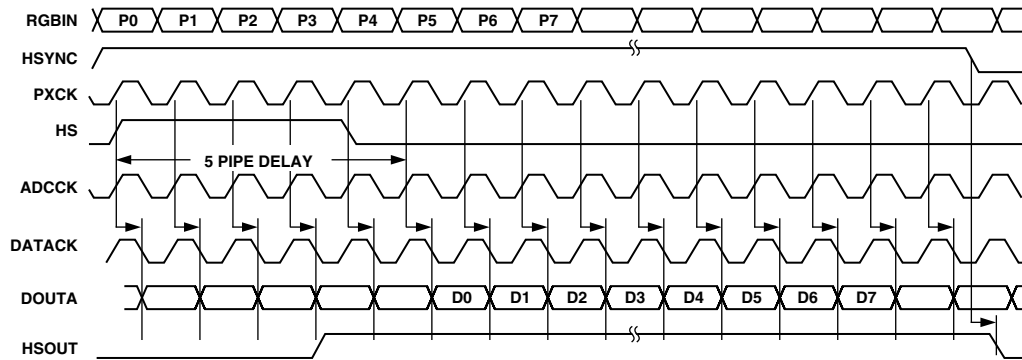 RGBIN P0 P1 P2 P3 P4 P5 P6 P7
HSYNC
PXCK
HS
5 PIPE DELAY
ADCCK
DATACK
DOUTA D0 D1 D2 D3 D4 D5 D6 D7
HSOUT